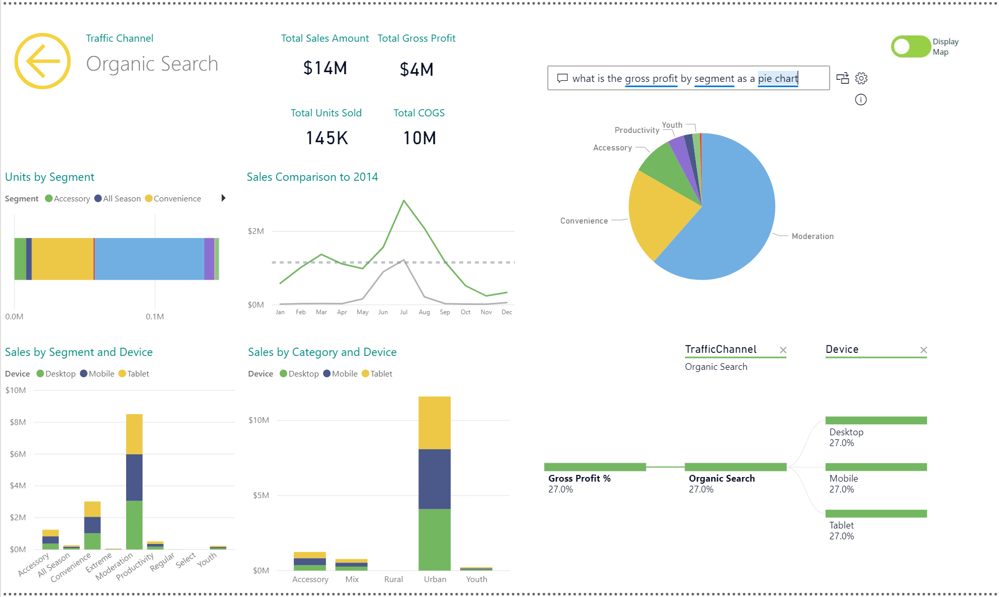 Traffic Channel
Organic Search
Total Sales Amount
$14M
Total Gross Profit
$4M
Total Units Sold
145K
Total COGS
10M
Display
Map
what is the gross profit by segment as a pie chart
Youth
Productivity
Accessory
Convenience
Moderation
Units by Segment
Segment Accessory All Season Convenience
0.0M 0.1M
Sales Comparison to 2014
$2M
$0M
Jan Feb Mar Apr May Jun Jul Aug Sep Oct Nov Dec
Sales by Segment and Device
Device Desktop Mobile Tablet
$10M
$8M
$6M
$4M
$2M
$0M
Accessory All Season Convenience Extreme Moderation Productivity Regular Select Youth
Sales by Category and Device
Device Desktop Mobile Tablet
$10M
$5M
$0M
Accessory Mix Rural Urban Youth
TrafficChannel
Organic Search
Device
Gross Profit %
27.0%
Organic Search
27.0%
Desktop
27.0%
Mobile
27.0%
Tablet
27.0%